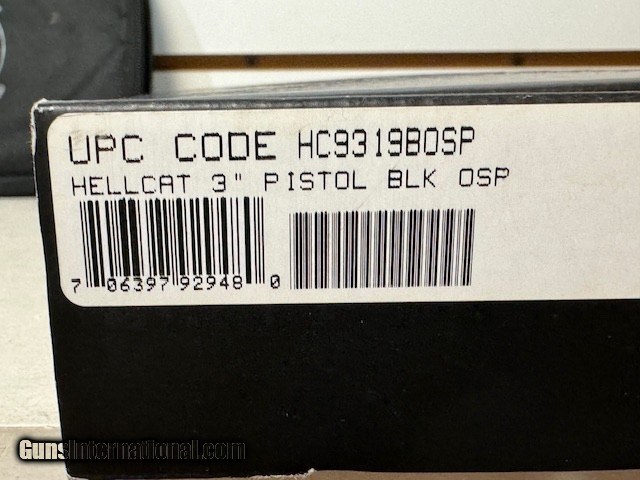 UPC CODE HC9319BOSP
HELLCAT 3" PISTOL BLK OSP
7 06397 92948 0
GunsInternational.com